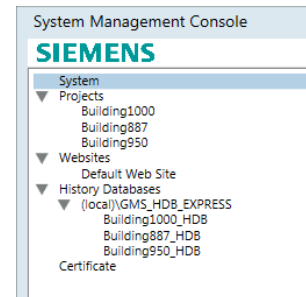 System Management Console
SIEMENS
System
Projects
Building1000
Building887
Building950
Websites
Default Web Site
History Databases
(local)\GMS_HDB_EXPRESS
Building1000_HDB
Building887_HDB
Building950_HDB
Certificate